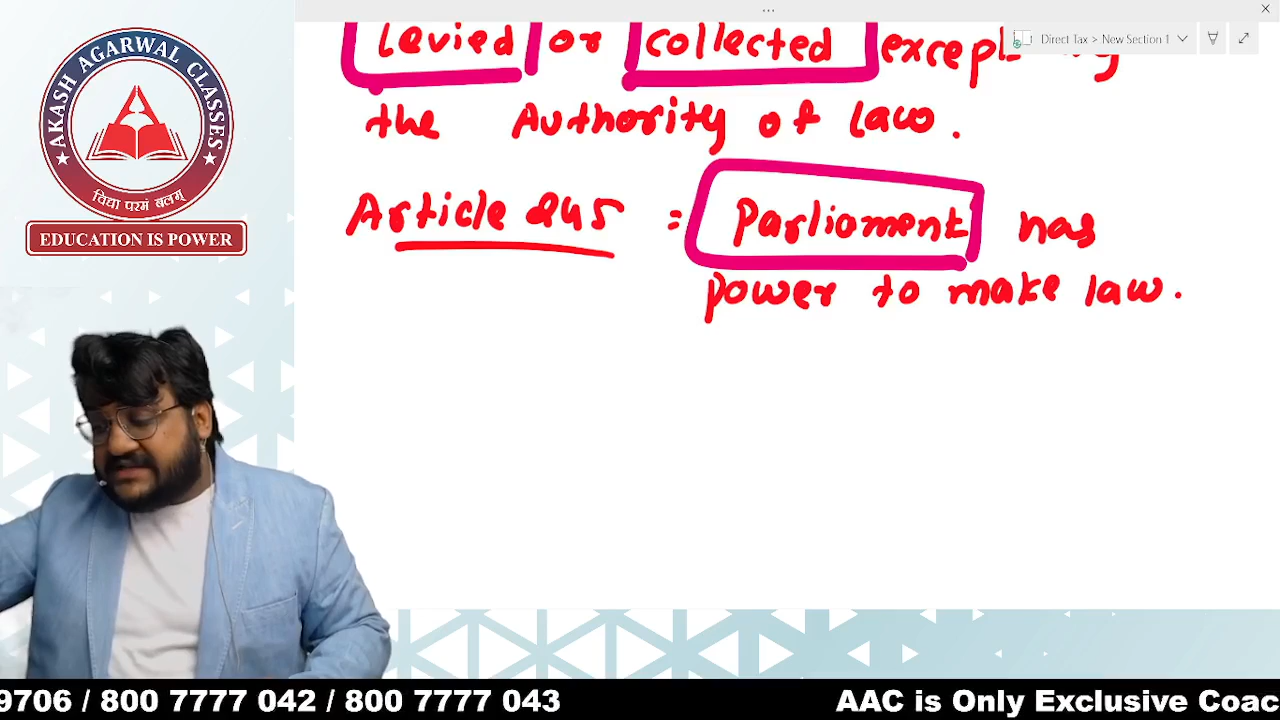 AKASH AGARWAL CLASSES
विद्या परमं बलम्
EDUCATION IS POWER
Direct Tax > New Section 1
Levied or collected
the Authority of law.
Article 245 = Parlioment has
power to make law.
9706 / 800 7777 042 / 800 7777 043
AAC is Only Exclusive Coac